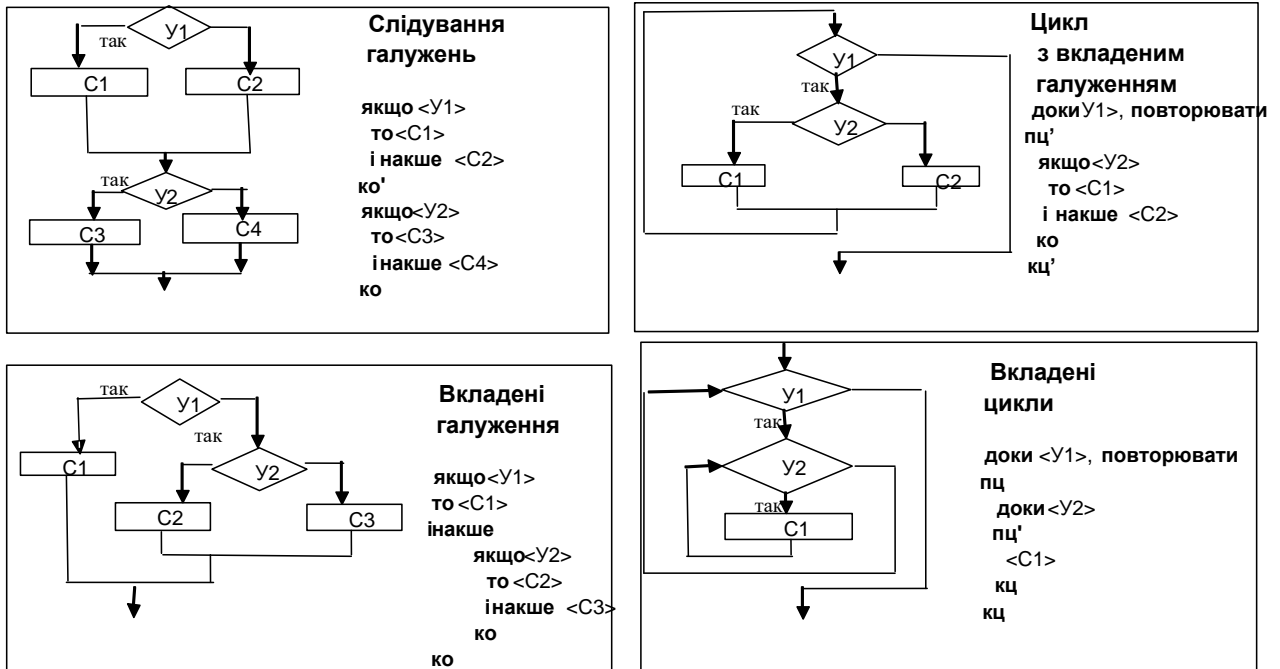 У1
так
С1
С2
так
У2
С3
С4
Слідування
галужень
якщо <У1>
то<С1>
і накше <С2>
ко'
якщо<У2>
то<С3>
інакше <С4>
ко
У1
так
так
У2
С1
С2
Цикл
з вкладеним
галуженням
докиУ1>, повторювати
пц’
якщо<У2>
то <С1>
і накше <С2>
ко
кц’
так
У1
так
С1
У2
С2
С3
Вкладені
галуження
якщо<У1>
то <С1>
інакше
якщо<У2>
то <С2>
інакше <С3>
ко
ко
У1
так
У2
так
С1
Вкладені
цикли
доки <У1>, повторювати
пц
доки<У2>
пц'
<С1>
кц
кц